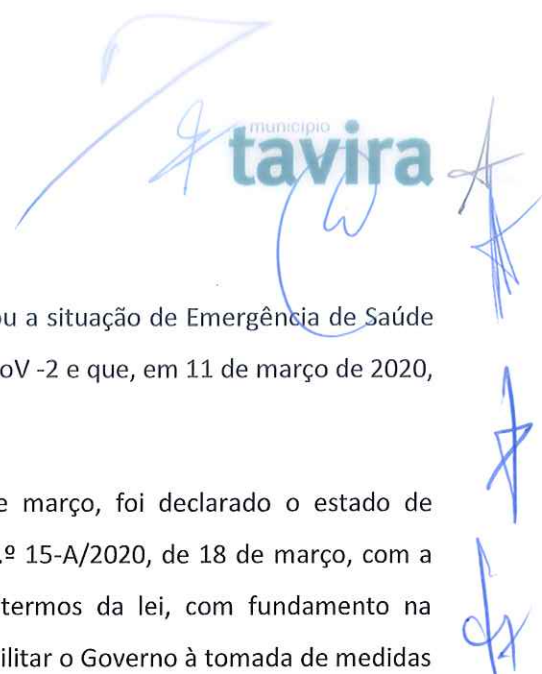 município
tavira
ou a situação de Emergência de Saúde
oV -2 e que, em 11 de março de 2020,
e março, foi declarado o estado de
.º 15-A/2020, de 18 de março, com a
termos da lei, com fundamento na
ilitar o Governo à tomada de medidas